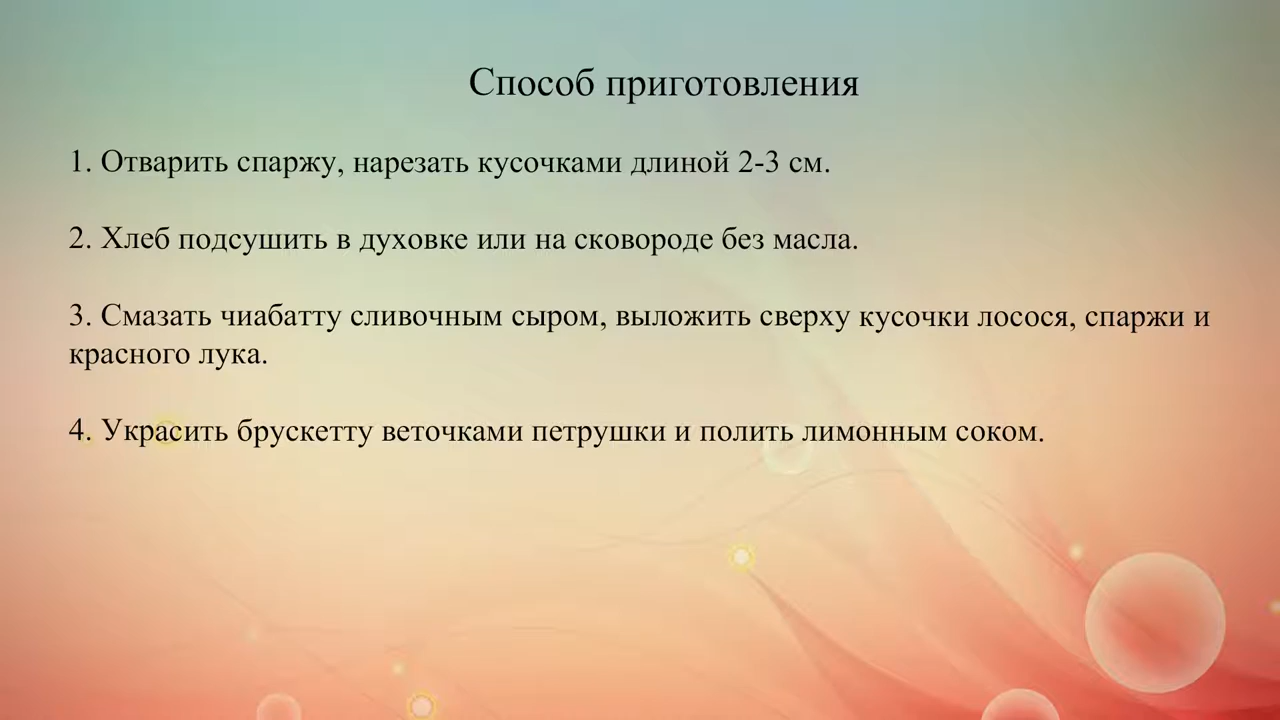 Способ приготовления
1. Отварить спаржу, нарезать кусочками длиной 2-3 см.
2. Хлеб подсушить в духовке или на сковороде без масла.
3. Смазать чиабатту сливочным сыром, выложить сверху кусочки лосося, спаржи и
красного лука.
4. Украсить брускетту веточками петрушки и полить лимонным соком.